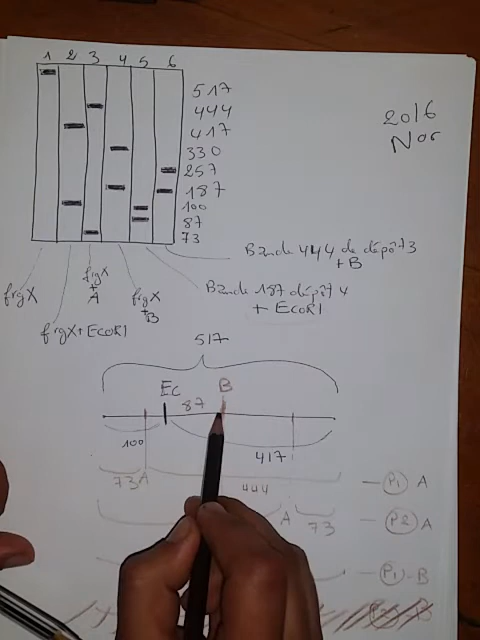 1 2 3 4 5 6
517
444
417
330
257
187
100
87
73
2016
Nor
Bande 444 de dépôt 3
+ B
Bande 187 dépôt 4
+ EcoRI
frgX
+
A
frgX
+
B
frgX
frgX+EcoRI
517
Ec B
87
100
417
73 A 444 P1 A
A 73 P2 A
P1 - B